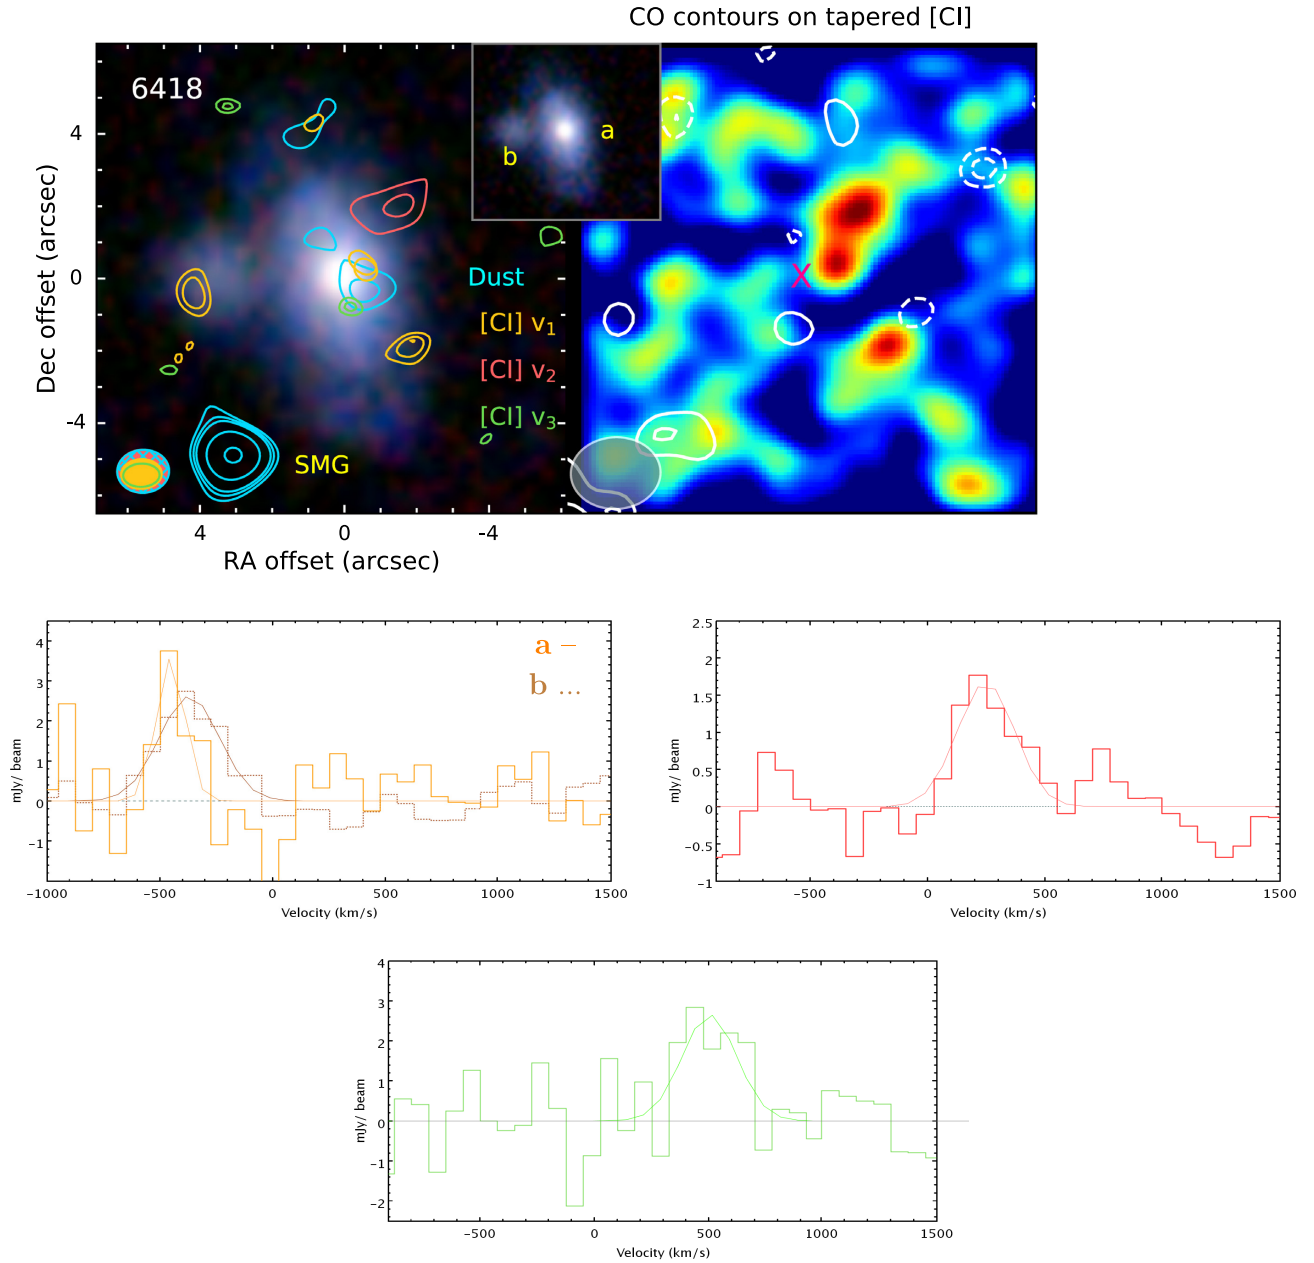 CO contours on tapered [CI]
6418
a
b
4
0
-4
Dec offset (arcsec)
Dust
[CI] v1
[CI] v2
[CI] v3
SMG
X
4
0
-4
RA offset (arcsec)
4
3
2
1
0
−1
mJy/ beam
a –
b ...
−1000
−500
0
500
1000
1500
Velocity (km/s)
2.5
2
1.5
1
0.5
0
−0.5
−1
mJy/ beam
−500
0
500
1000
1500
Velocity (km/s)
4
3
2
1
0
−1
−2
mJy/ beam
−500
0
500
1000
1500
Velocity (km/s)